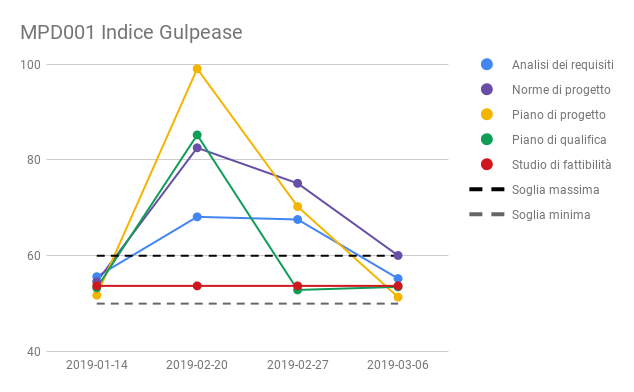 MPD001 Indice Gulpease
100
80
60
40
2019-01-14
2019-02-20
2019-02-27
2019-03-06
Analisi dei requisiti
Norme di progetto
Piano di progetto
Piano di qualifica
Studio di fattibilità
Soglia massima
Soglia minima